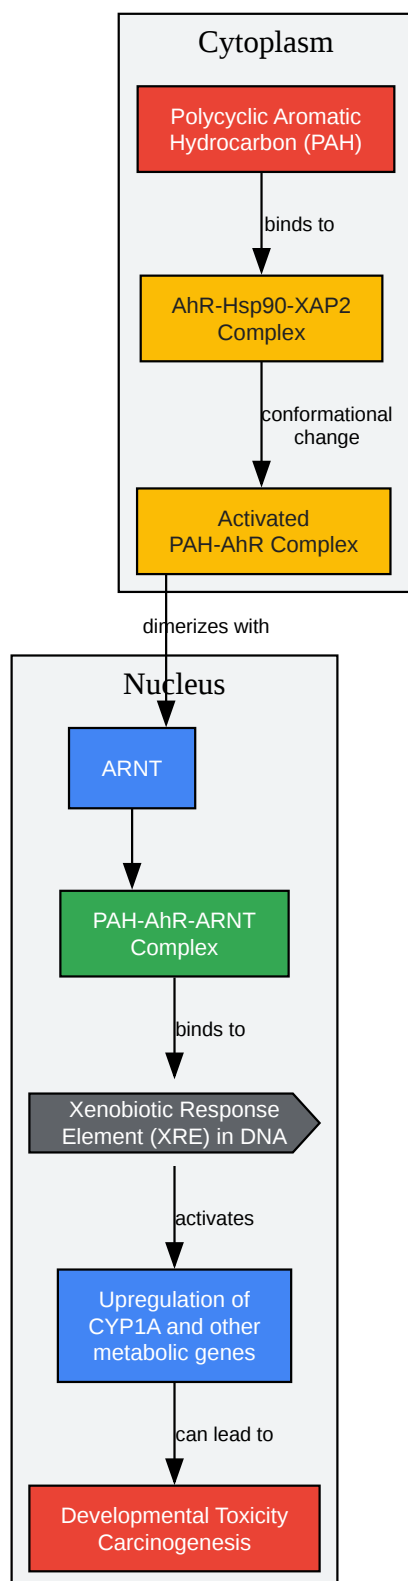 Cytoplasm
Polycyclic Aromatic
Hydrocarbon (PAH)
binds to
AhR-Hsp90-XAP2
Complex
conformational
change
Activated
PAH-AhR Complex
dimerizes with
Nucleus
ARNT
PAH-AhR-ARNT
Complex
binds to
Xenobiotic Response
Element (XRE) in DNA
activates
Upregulation of
CYP1A and other
metabolic genes
can lead to
Developmental Toxicity
Carcinogenesis